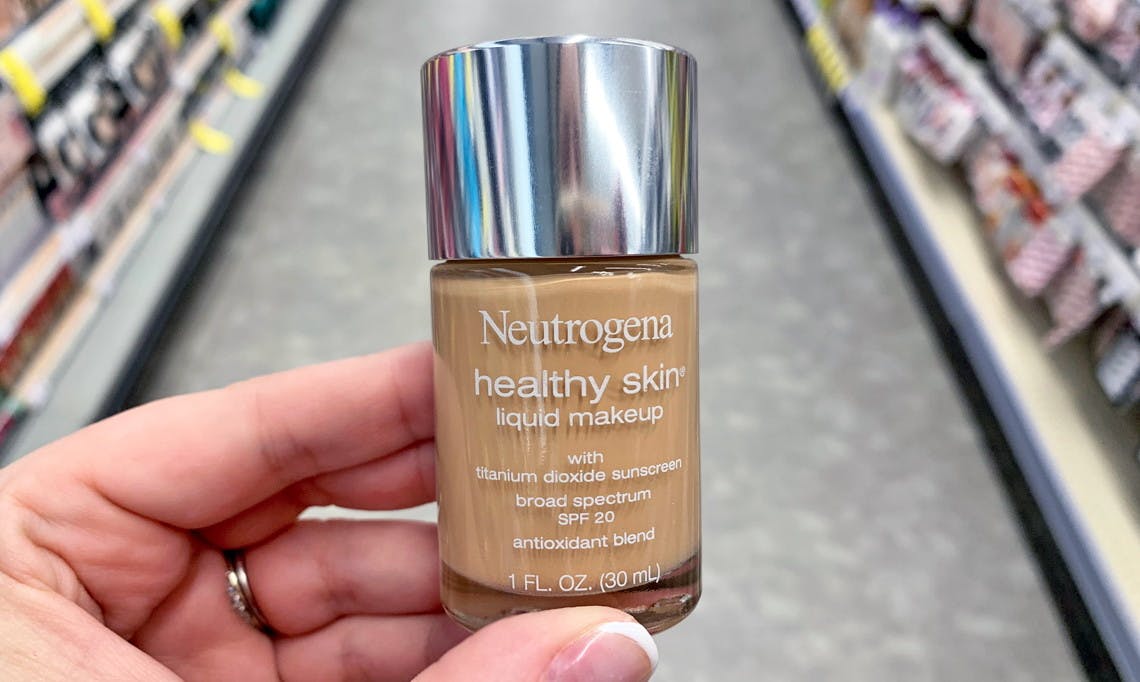 Neutrogena
healthy skin®
liquid makeup
with
titanium dioxide sunscreen
broad spectrum
SPF 20
antioxidant blend
1 FL. OZ. (30 mL)